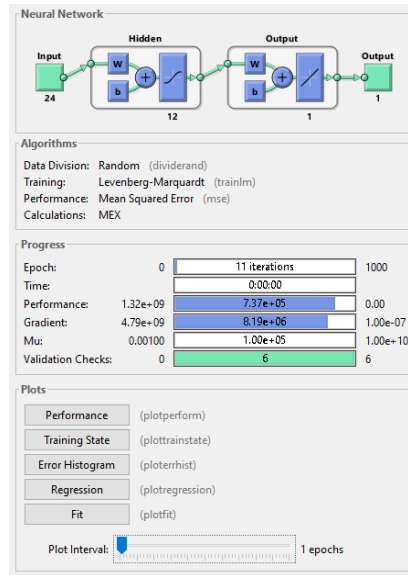 Neural Network
Hidden Output
Input Output
W W
+ +
b b
24 1
12 1
Algorithms
Data Division: Random (dividerand)
Training: Levenberg-Marquardt (trainlm)
Performance: Mean Squared Error (mse)
Calculations: MEX
Progress
Epoch: 0 11 iterations 1000
Time: 0:00:00
Performance: 1.32e+09 7.37e+05 0.00
Gradient: 4.79e+09 8.19e+06 1.00e-07
Mu: 0.00100 1.00e+05 1.00e+10
Validation Checks: 0 6 6
Plots
Performance (plotperform)
Training State (plottrainstate)
Error Histogram (ploterrhist)
Regression (plotregression)
Fit (plotfit)
Plot Interval: 1 epochs